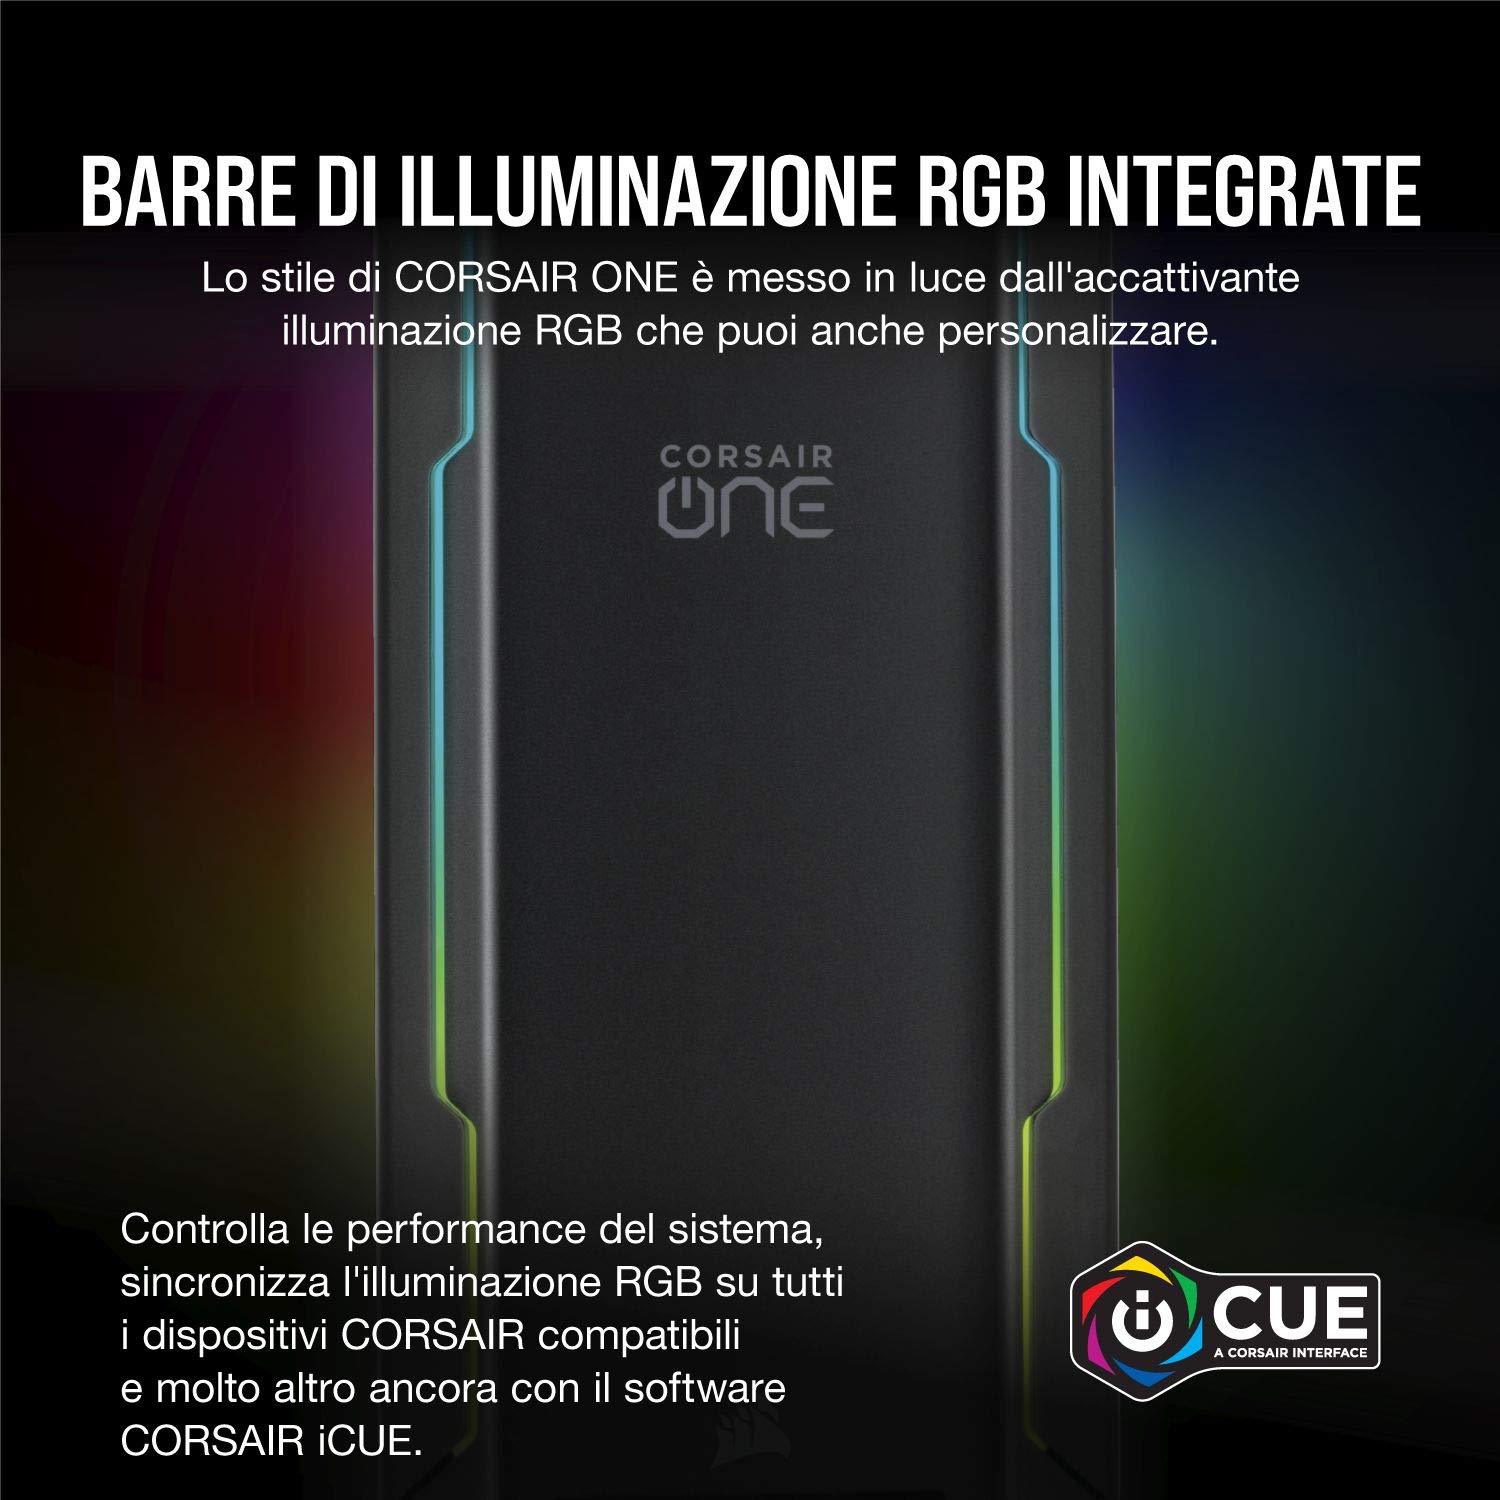 BARRE DI ILLUMINAZIONE RGB INTEGRATE
Lo stile di CORSAIR ONE è messo in luce dall'accattivante
illuminazione RGB che puoi anche personalizzare.
CORSAIR
ONE
Controlla le performance del sistema,
sincronizza l'illuminazione RGB su tutti
i dispositivi CORSAIR compatibili
e molto altro ancora con il software
CORSAIR iCUE.
iCUE
A CORSAIR INTERFACE